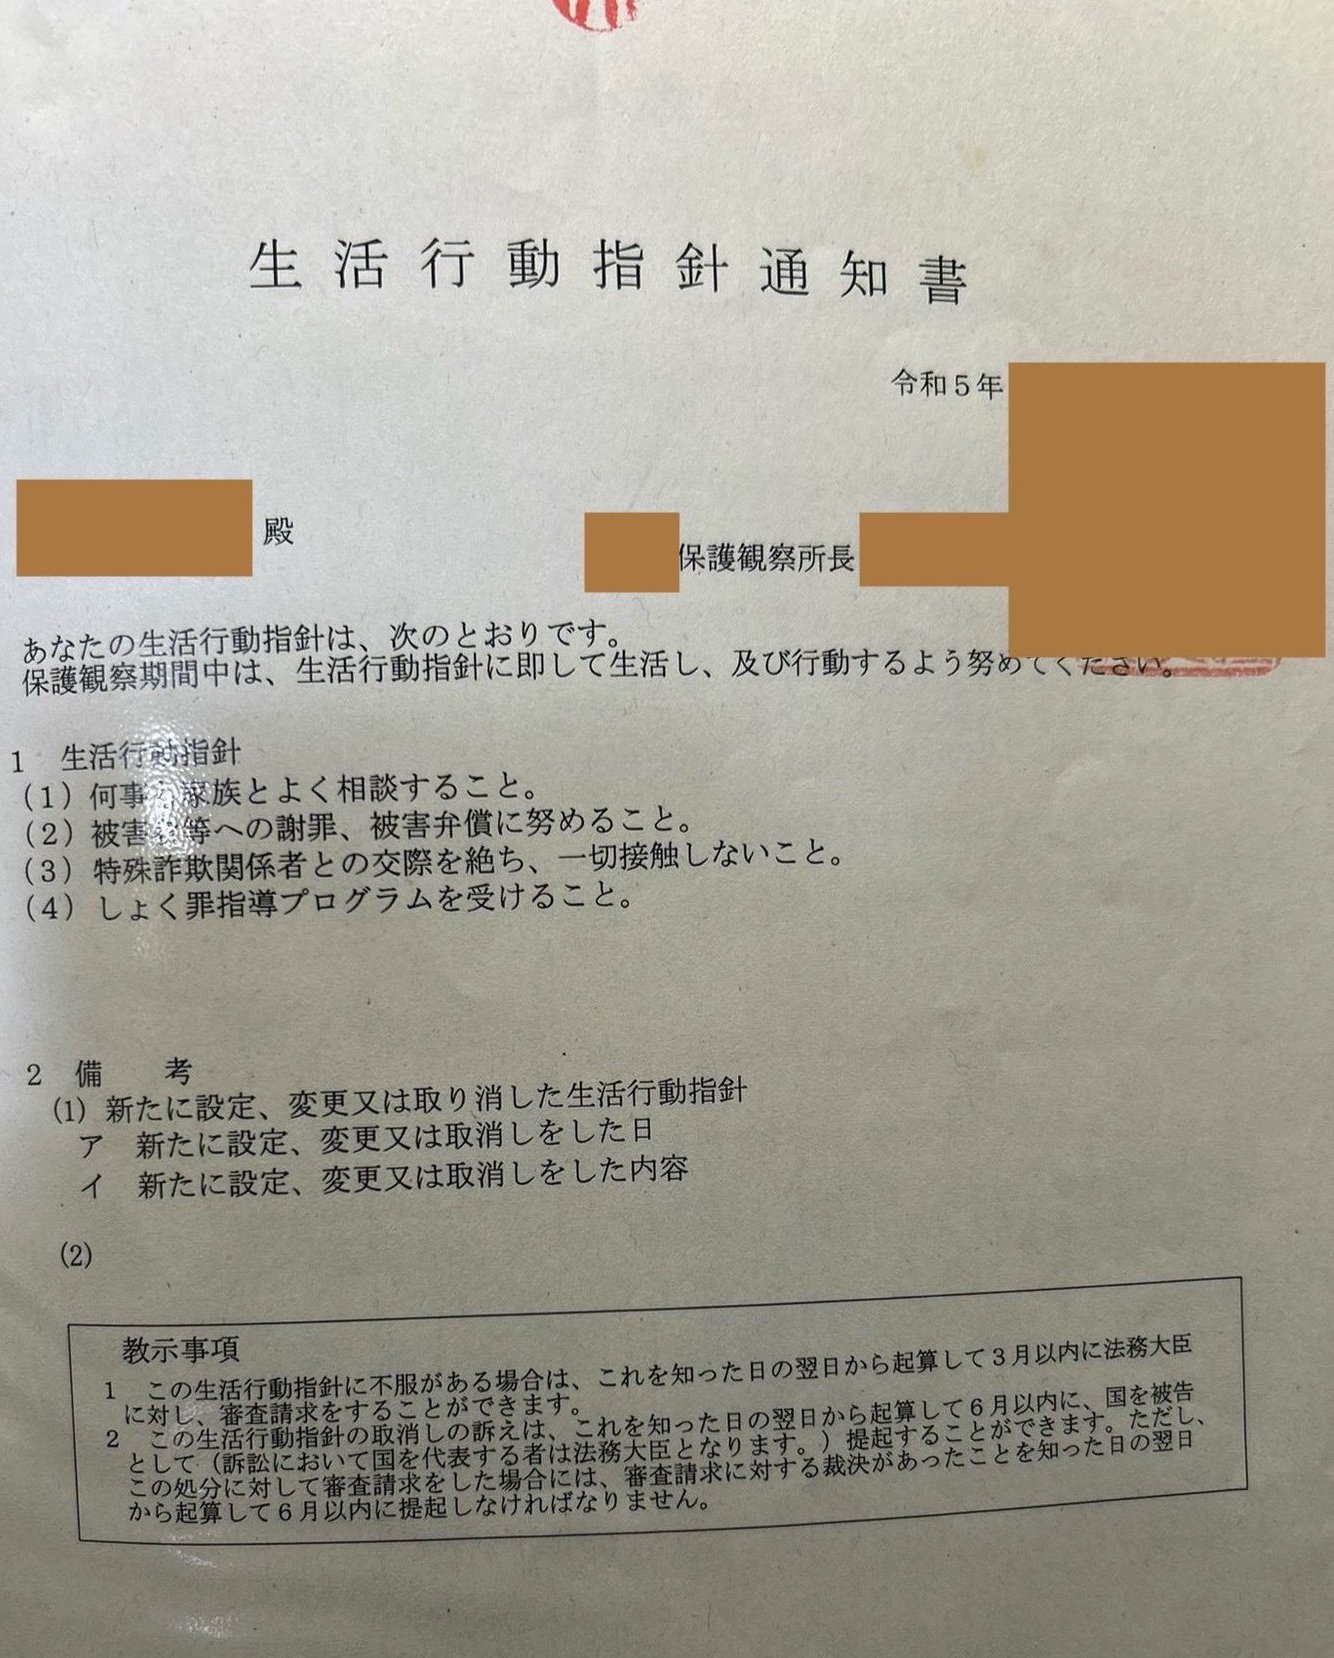 生活行動指針通知書
令和５年
殿
保護観察所長
あなたの生活行動指針は、次のとおりです。
保護観察期間中は、生活行動指針に即して生活し、及び行動するよう努めてください。
１　生活行動指針
（１）何事も家族とよく相談すること。
（２）被害者等への謝罪、被害弁償に努めること。
（３）特殊詐欺関係者との交際を絶ち、一切接触しないこと。
（４）しょく罪指導プログラムを受けること。
２　備　　考
⑴　新たに設定、変更又は取り消した生活行動指針
ア　新たに設定、変更又は取消しをした日
イ　新たに設定、変更又は取消しをした内容
⑵
教示事項
１　この生活行動指針に不服がある場合は、これを知った日の翌日から起算して３月以内に法務大臣
に対し、審査請求をすることができます。
２　この生活行動指針の取消しの訴えは、これを知った日の翌日から起算して６月以内に、国を被告
として（訴訟において国を代表する者は法務大臣となります。）提起することができます。ただし、
この処分に対して審査請求をした場合には、審査請求に対する裁決があったことを知った日の翌日
から起算して６月以内に提起しなければなりません。